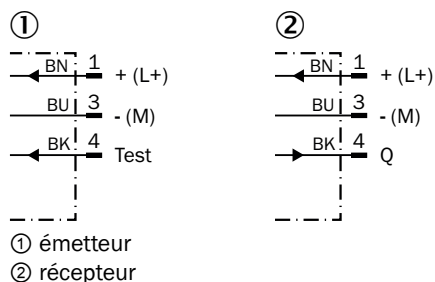 ① ②
BN 1 + (L+) BN 1 + (L+)
BU 3 - (M) BU 3 - (M)
BK 4 Test BK 4 Q
① émetteur
② récepteur